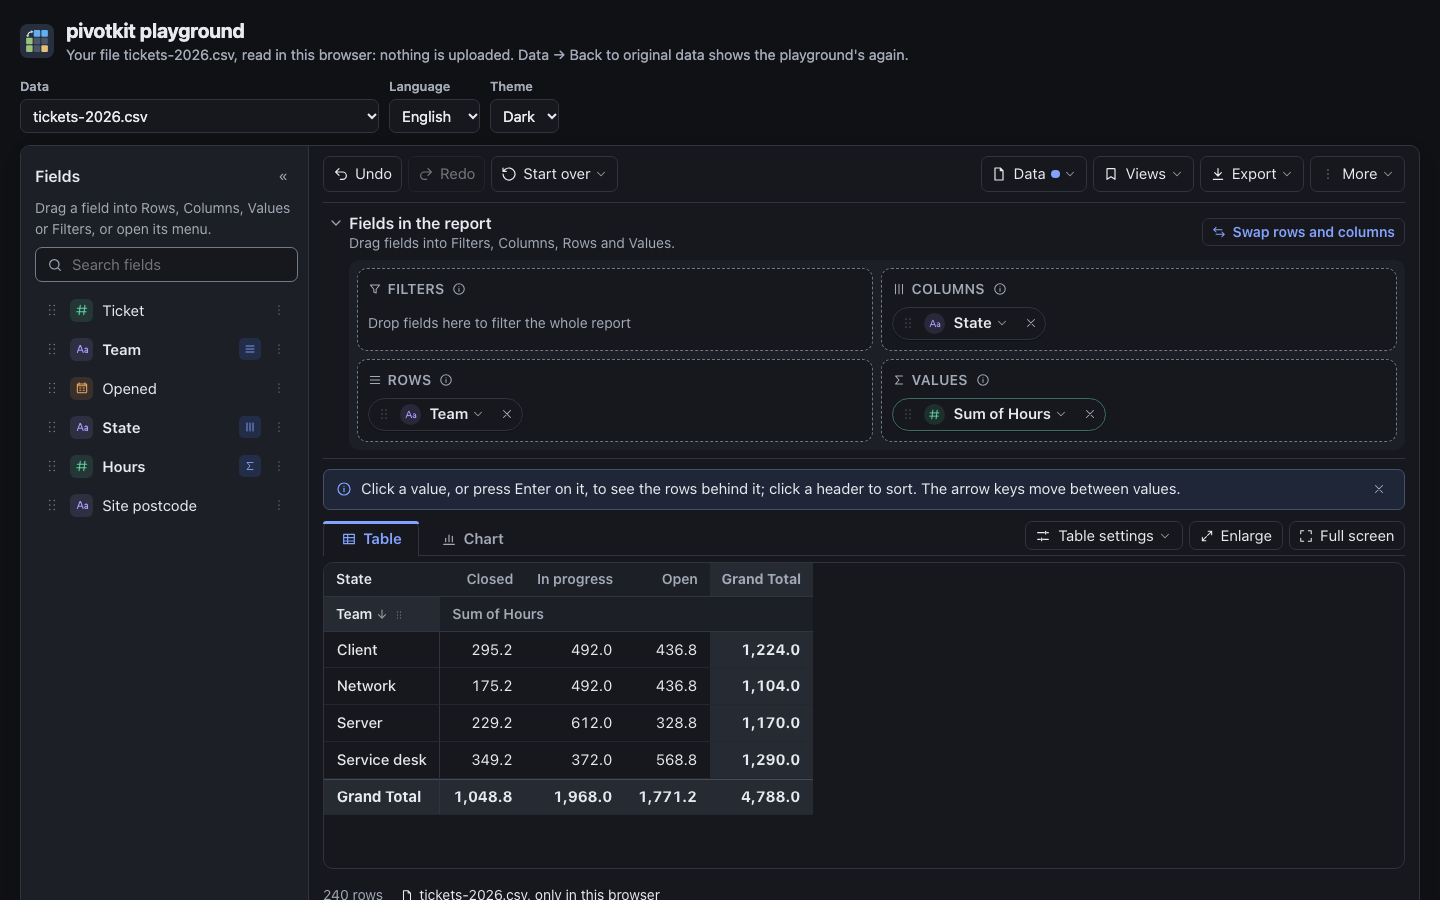 pivotkit playground
Your file tickets-2026.csv, read in this browser: nothing is uploaded. Data → Back to original data shows the playground's again.
Data
Language
Theme
tickets-2026.csv
English
Dark
Fields
«
Drag a field into Rows, Columns, Values
or Filters, or open its menu.
Search fields
# Ticket
Aa Team
Opened
Aa State
# Hours Σ
Aa Site postcode
Undo
Redo
Start over
Data
Views
Export
More
Fields in the report
Drag fields into Filters, Columns, Rows and Values.
Swap rows and columns
FILTERS
Drop fields here to filter the whole report
COLUMNS
Aa State
ROWS
Aa Team
Σ VALUES
# Sum of Hours
Click a value, or press Enter on it, to see the rows behind it; click a header to sort. The arrow keys move between values.
Table
Chart
Table settings
Enlarge
Full screen
State Closed In progress Open Grand Total
Team ↓ Sum of Hours
Client 295.2 492.0 436.8 1,224.0
Network 175.2 492.0 436.8 1,104.0
Server 229.2 612.0 328.8 1,170.0
Service desk 349.2 372.0 568.8 1,290.0
Grand Total 1,048.8 1,968.0 1,771.2 4,788.0
240 rows tickets-2026.csv, only in this browser